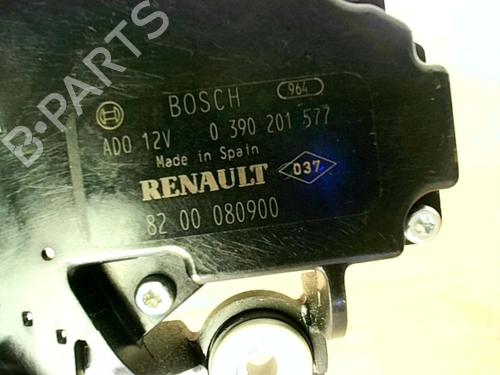 B-PARTS
BOSCH 964
ADO 12V 0 390 201 577
Made in Spain
RENAULT 037
82 00 080900